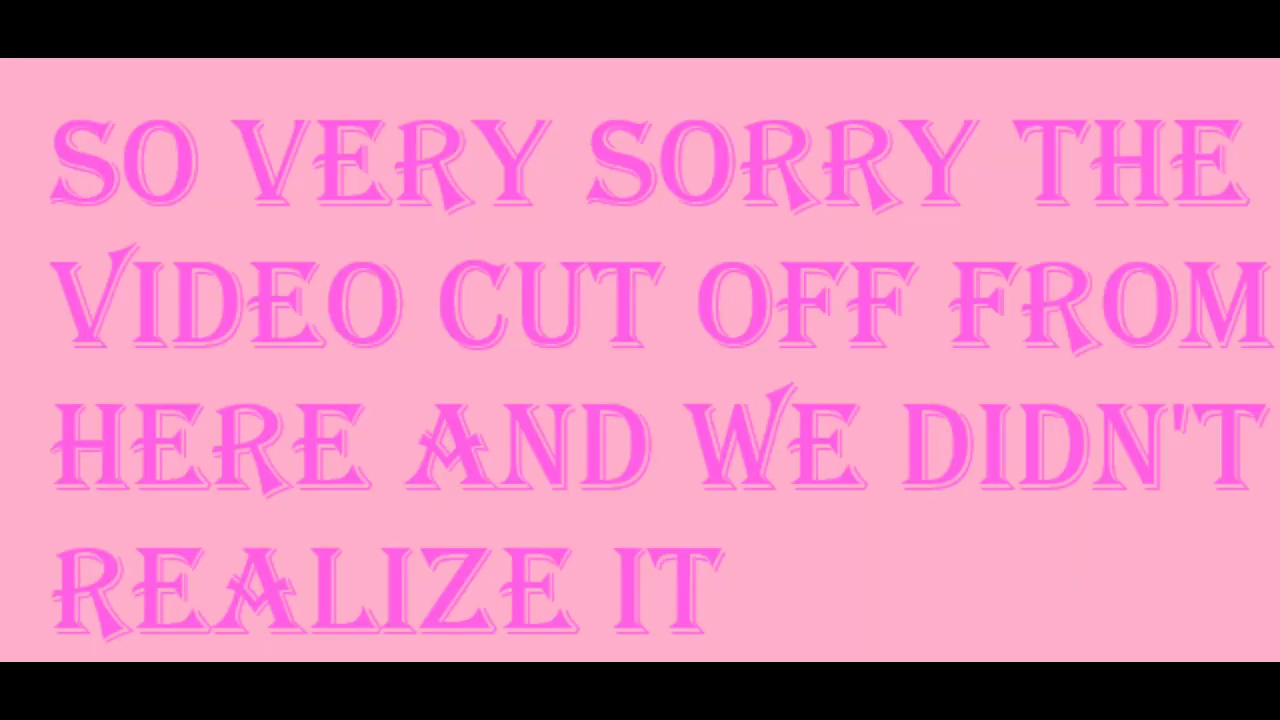 SO VERY SORRY THE
VIDEO CUT OFF FROM
HERE AND WE DIDN'T
REALIZE IT